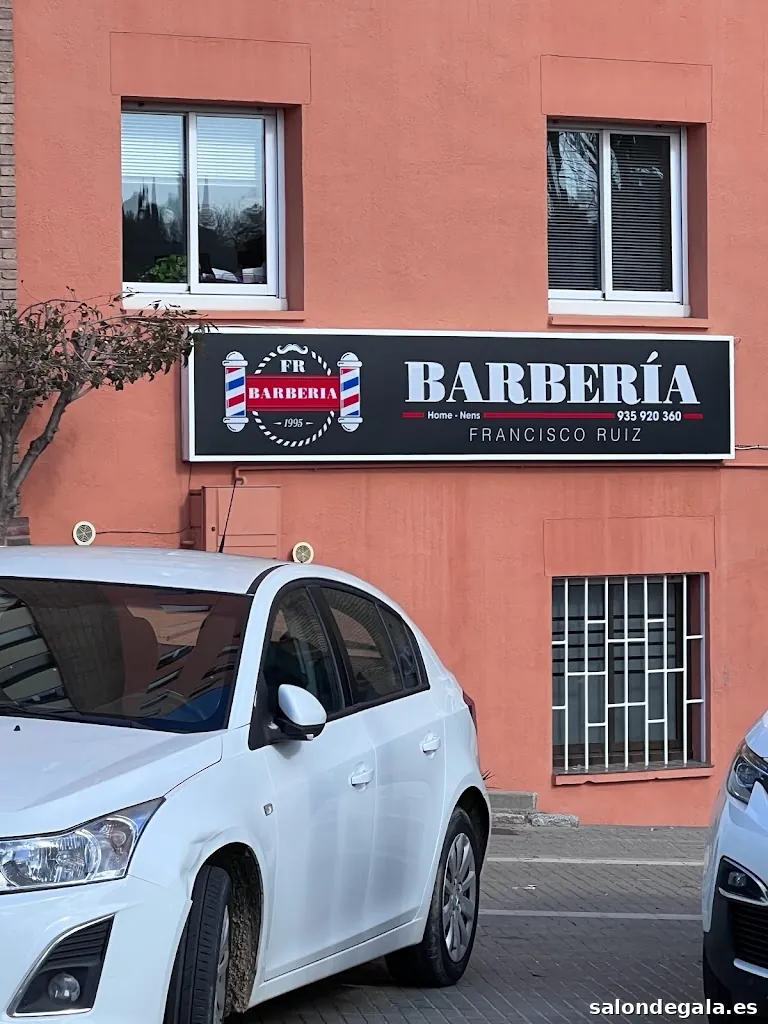 FR
BARBERIA
- 1995 -
BARBERÍA
Home - Nens 935 920 360
FRANCISCO RUIZ
salondegala.es